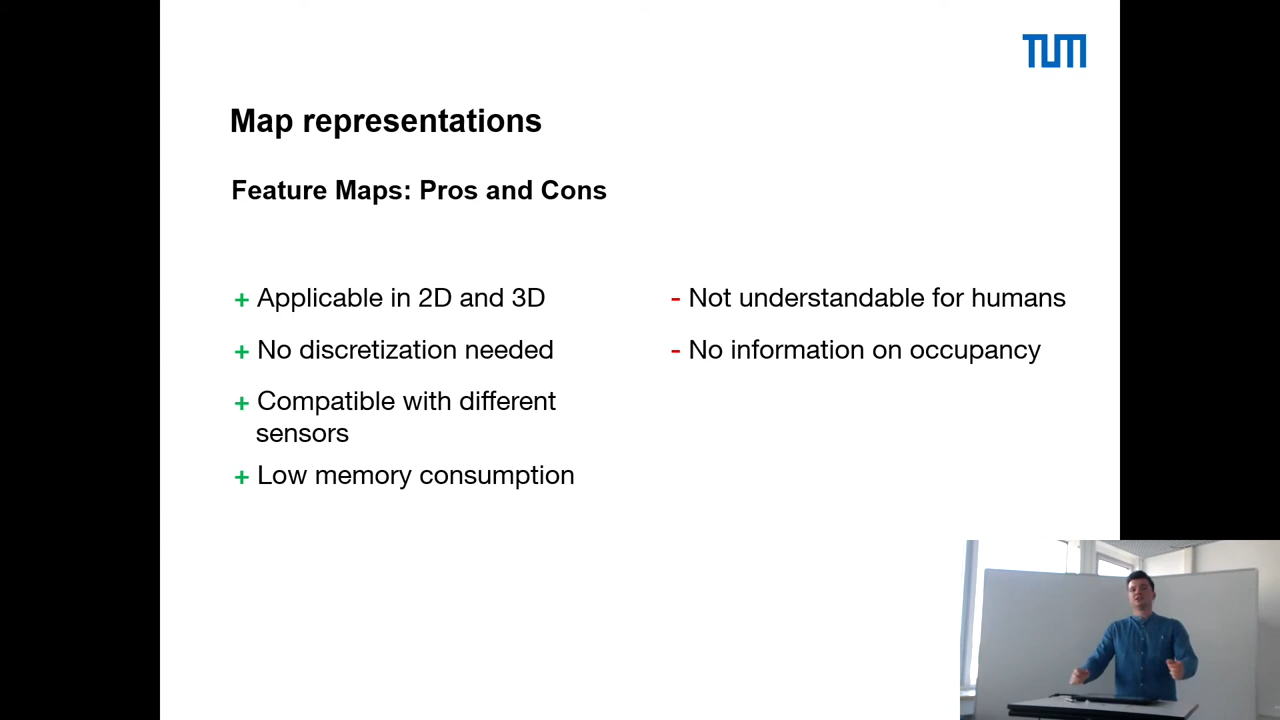 TUM
Map representations
Feature Maps: Pros and Cons
+ Applicable in 2D and 3D
+ No discretization needed
+ Compatible with different
sensors
+ Low memory consumption
- Not understandable for humans
- No information on occupancy